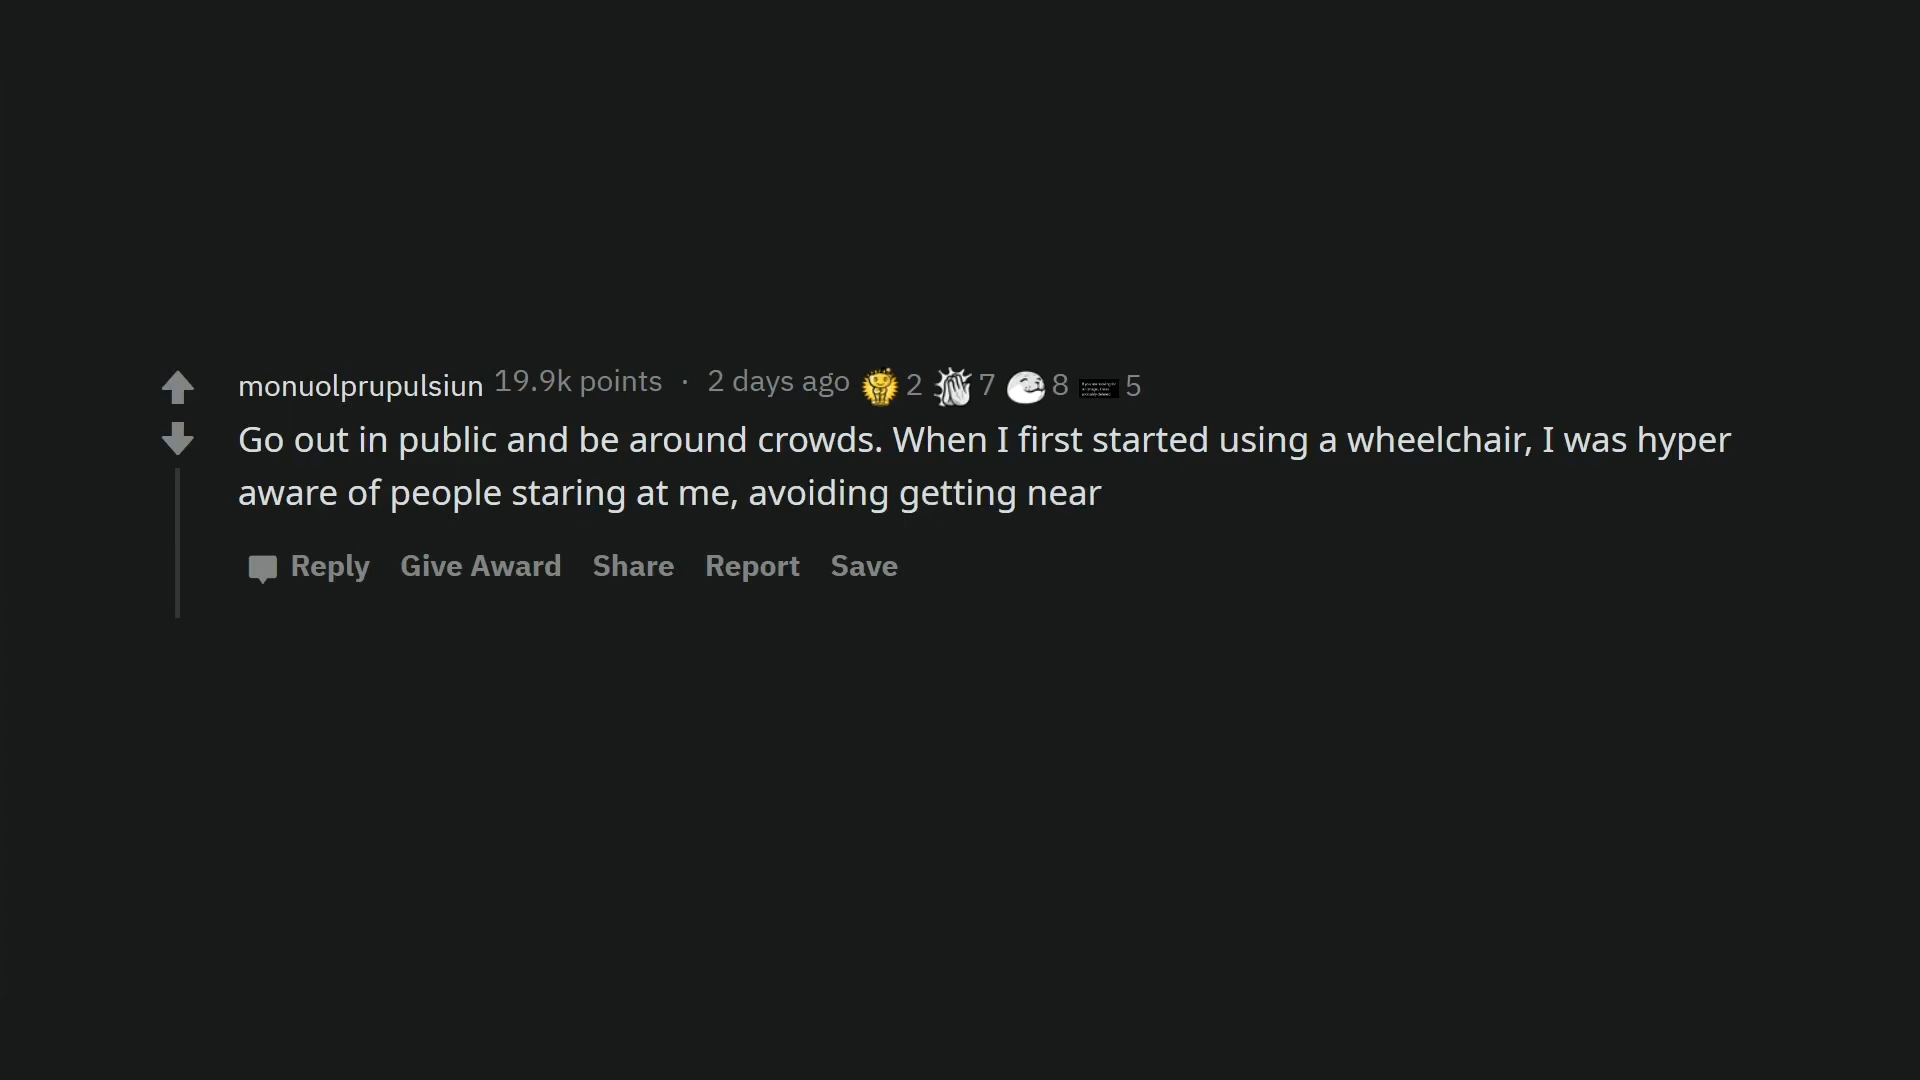 monuolprupulsiun 19.9k points · 2 days ago 2 7 8 5
Go out in public and be around crowds. When I first started using a wheelchair, I was hyper
aware of people staring at me, avoiding getting near
Reply Give Award Share Report Save